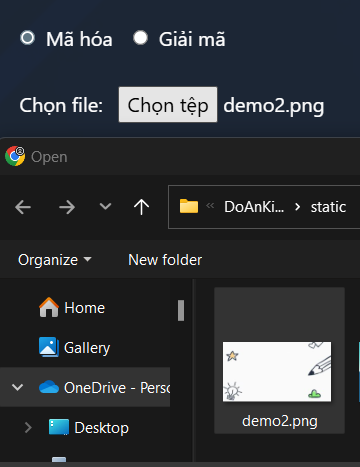 Mã hóa Giải mã
Chọn file: Chọn tệp demo2.png
Open
« DoAnKi... > static
Organize New folder
Home
Gallery
OneDrive - Perso
Desktop
demo2.png